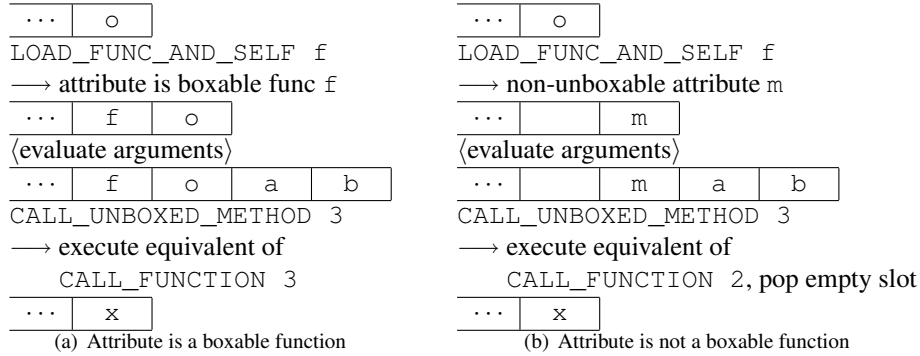 ··· o
LOAD_FUNC_AND_SELF f
⟶ attribute is boxable func f
··· f o
⟨evaluate arguments⟩
··· f o a b
CALL_UNBOXED_METHOD 3
⟶ execute equivalent of
CALL_FUNCTION 3
··· x
(a) Attribute is a boxable function
··· o
LOAD_FUNC_AND_SELF f
⟶ non-unboxable attribute m
··· m
⟨evaluate arguments⟩
··· m a b
CALL_UNBOXED_METHOD 3
⟶ execute equivalent of
CALL_FUNCTION 2, pop empty slot
··· x
(b) Attribute is not a boxable function